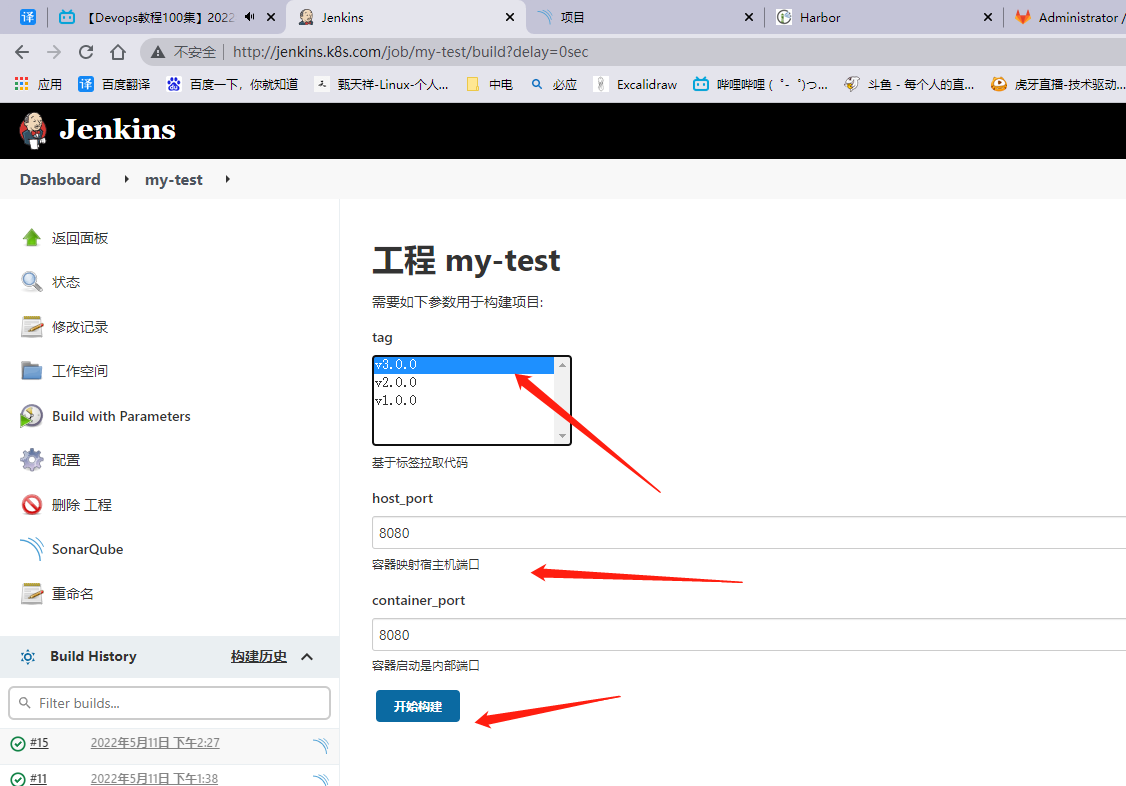 译
【Devops教程100集】2022
Jenkins
项目
Harbor
Administrator /
不安全
http://jenkins.k8s.com/job/my-test/build?delay=0sec
应用
译
百度翻译
百度一下，你就知道
甄天祥-Linux-个人...
中电
必应
Excalidraw
哔哩哔哩 (゜-゜)つ...
斗鱼 - 每个人的直...
虎牙直播-技术驱动...
Jenkins
Dashboard
my-test
返回面板
状态
修改记录
工作空间
Build with Parameters
配置
删除 工程
SonarQube
重命名
Build History
构建历史
Filter builds...
#15
2022年5月11日 下午2:27
#11
2022年5月11日 下午1:38
工程 my-test
需要如下参数用于构建项目:
tag
v3.0.0
v2.0.0
v1.0.0
基于标签拉取代码
host_port
8080
容器映射宿主机端口
container_port
8080
容器启动是内部端口
开始构建